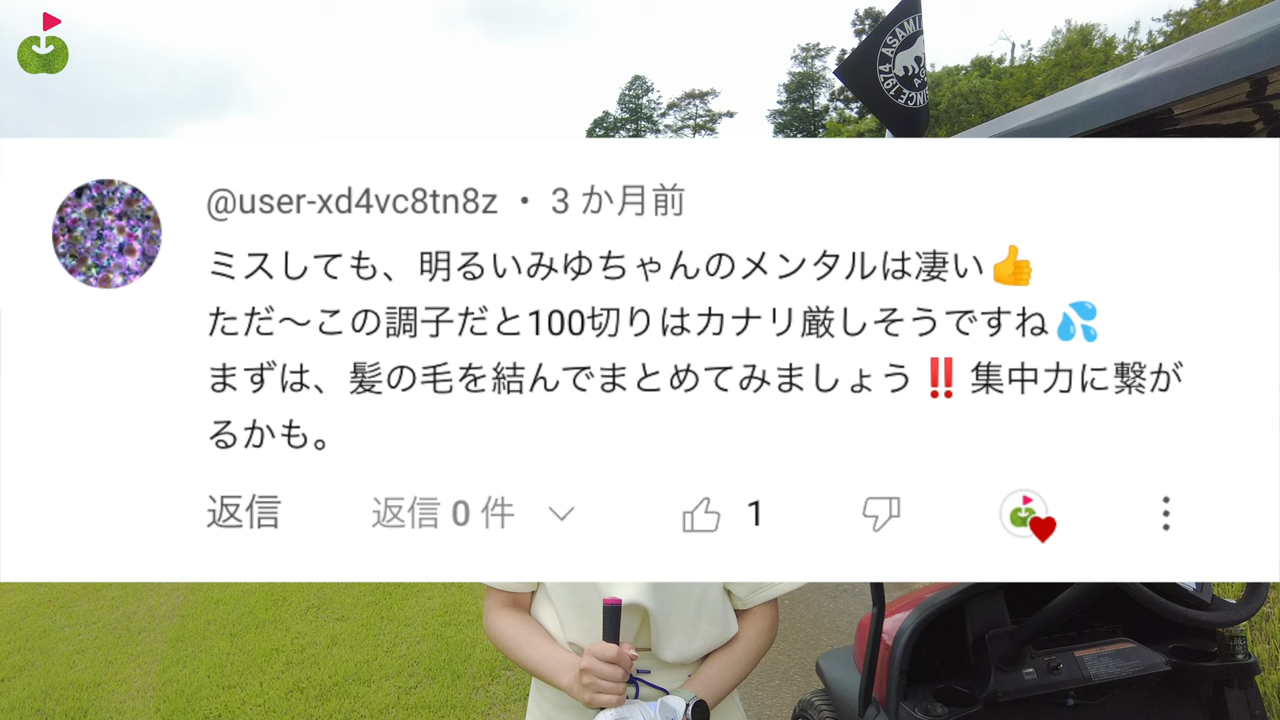 SINCE 1974 ASAMI
A.G.
@user-xd4vc8tn8z ・ 3 か月前
ミスしても、明るいみゆちゃんのメンタルは凄い👍
ただ〜この調子だと100切りはカナリ厳しそうですね💦
まずは、髪の毛を結んでまとめてみましょう‼️集中力に繋が
るかも。
返信 返信 0 件 1